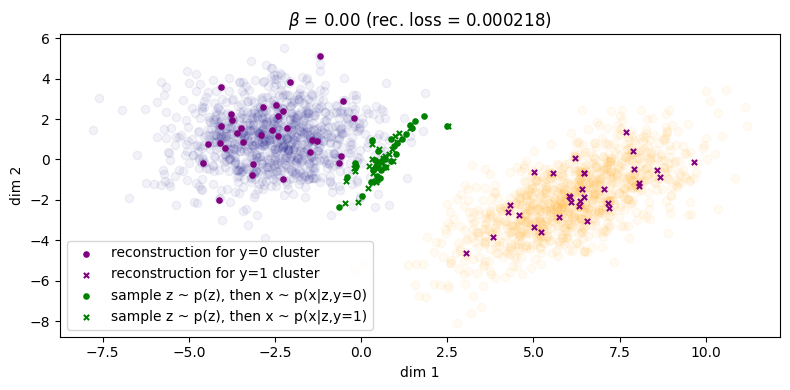 β = 0.00 (rec. loss = 0.000218)
6
4
2
0
−2
−4
−6
−8
dim 2
reconstruction for y=0 cluster
reconstruction for y=1 cluster
sample z ~ p(z), then x ~ p(x|z,y=0)
sample z ~ p(z), then x ~ p(x|z,y=1)
−7.5 −5.0 −2.5 0.0 2.5 5.0 7.5 10.0
dim 1